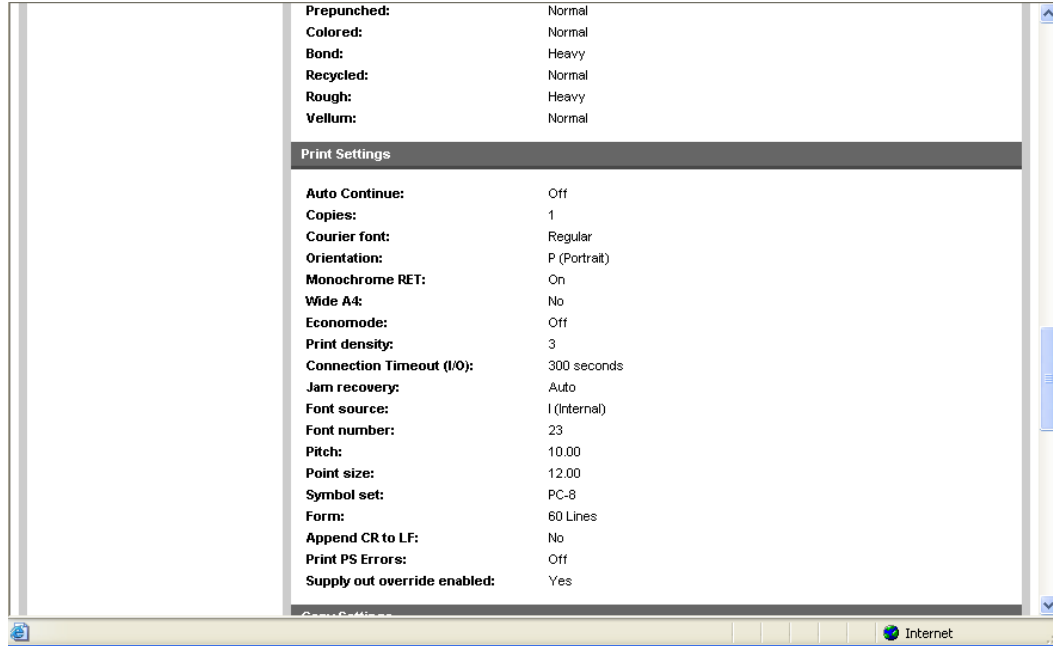 Prepunched: Normal
Colored: Normal
Bond: Heavy
Recycled: Normal
Rough: Heavy
Vellum: Normal
Print Settings
Auto Continue: Off
Copies: 1
Courier font: Regular
Orientation: P (Portrait)
Monochrome RET: On
Wide A4: No
Economode: Off
Print density: 3
Connection Timeout (I/O): 300 seconds
Jam recovery: Auto
Font source: I (Internal)
Font number: 23
Pitch: 10.00
Point size: 12.00
Symbol set: PC-8
Form: 60 Lines
Append CR to LF: No
Print PS Errors: Off
Supply out override enabled: Yes
Copy Settings
Internet